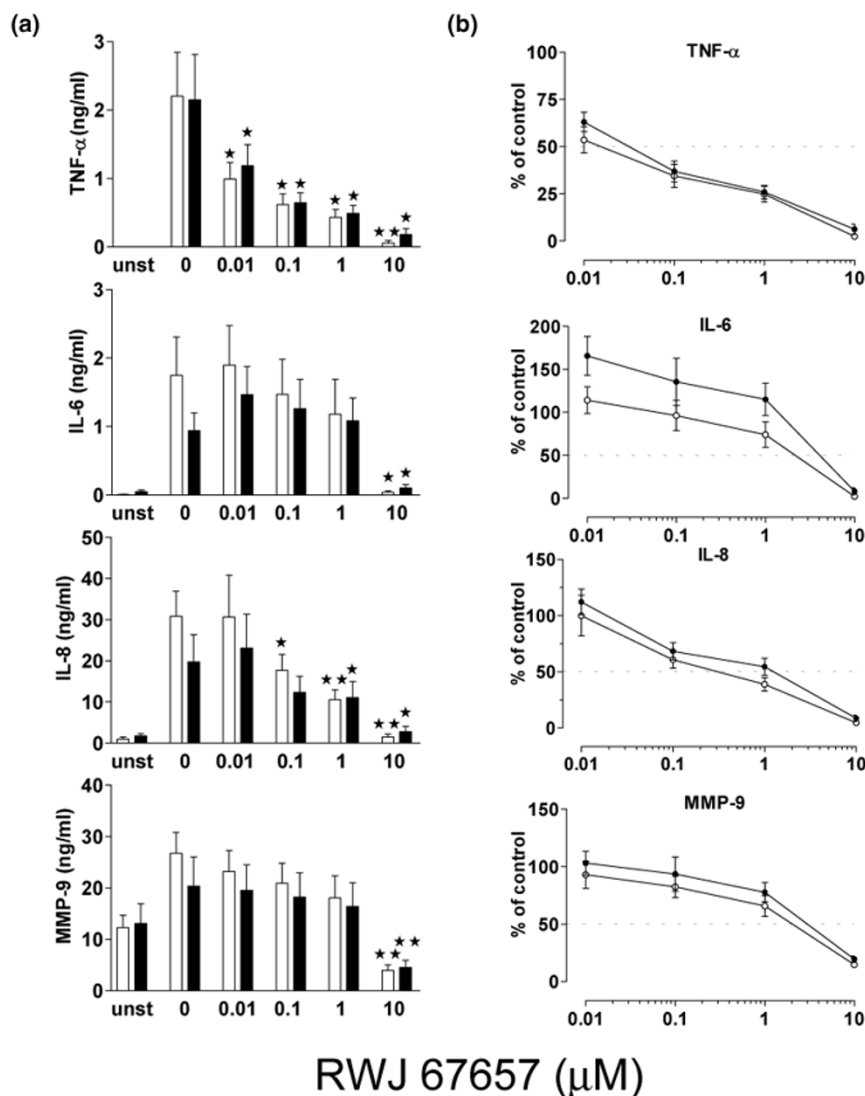 (a)
3
2
1
0
TNF-α (ng/ml)
★ ★ ★ ★ ★ ★ ★★ ★
unst 0 0.01 0.1 1 10
3
2
1
0
IL-6 (ng/ml)
★ ★
unst 0 0.01 0.1 1 10
50
40
30
20
10
0
IL-8 (ng/ml)
★ ★★ ★ ★★ ★
unst 0 0.01 0.1 1 10
40
30
20
10
0
MMP-9 (ng/ml)
★★ ★★
unst 0 0.01 0.1 1 10
(b)
TNF-α
100
75
50
25
0
% of control
0.01 0.1 1 10
IL-6
200
150
100
50
0
% of control
0.01 0.1 1 10
IL-8
150
100
50
0
% of control
0.01 0.1 1 10
MMP-9
150
100
50
0
% of control
0.01 0.1 1 10
RWJ 67657 (μM)